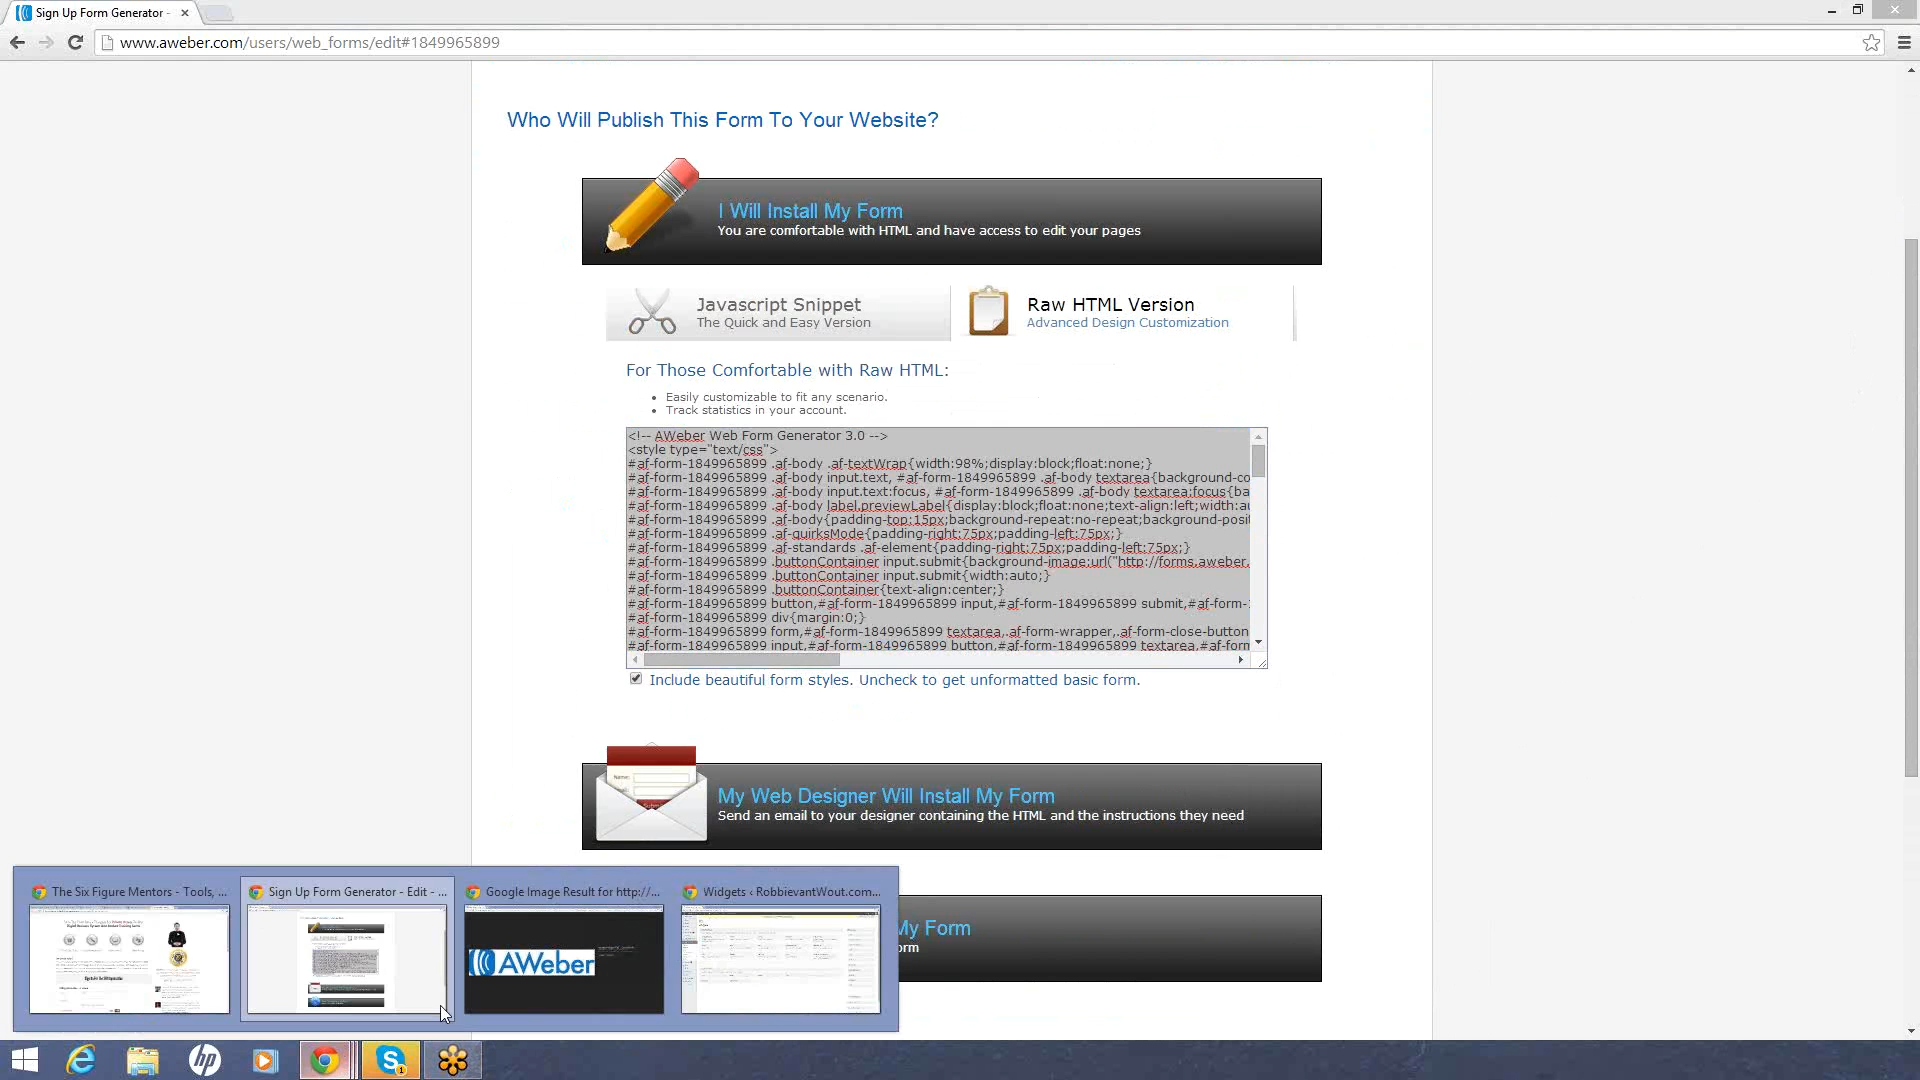 Sign Up Form Generator -
www.aweber.com/users/web_forms/edit#1849965899
Who Will Publish This Form To Your Website?
I Will Install My Form
You are comfortable with HTML and have access to edit your pages
Javascript Snippet
The Quick and Easy Version
Raw HTML Version
Advanced Design Customization
For Those Comfortable with Raw HTML:
Easily customizable to fit any scenario.
Track statistics in your account.
<!-- AWeber Web Form Generator 3.0 -->
<style type="text/css">
#af-form-1849965899 .af-body .af-textWrap{width:98%;display:block;float:none;}
#af-form-1849965899 .af-body input.text, #af-form-1849965899 .af-body textarea{background-co
#af-form-1849965899 .af-body input.text:focus, #af-form-1849965899 .af-body textarea:focus{ba
#af-form-1849965899 .af-body label.previewLabel{display:block;float:none;text-align:left;width:au
#af-form-1849965899 .af-body{padding-top:15px;background-repeat:no-repeat;background-posit
#af-form-1849965899 .af-quirksMode{padding-right:75px;padding-left:75px;}
#af-form-1849965899 .af-standards .af-element{padding-right:75px;padding-left:75px;}
#af-form-1849965899 .buttonContainer input.submit{background-image:url("http://forms.aweber.
#af-form-1849965899 .buttonContainer input.submit{width:auto;}
#af-form-1849965899 .buttonContainer{text-align:center;}
#af-form-1849965899 button,#af-form-1849965899 input,#af-form-1849965899 submit,#af-form-1
#af-form-1849965899 div{margin:0;}
#af-form-1849965899 form,#af-form-1849965899 textarea,.af-form-wrapper,.af-form-close-button
#af-form-1849965899 input,#af-form-1849965899 button,#af-form-1849965899 textarea,#af-form
Include beautiful form styles. Uncheck to get unformatted basic form.
Name:
My Web Designer Will Install My Form
Send an email to your designer containing the HTML and the instructions they need
My Form
orm
The Six Figure Mentors - Tools, ...
Sign Up Form Generator - Edit - ...
Google Image Result for http://...
Widgets ‹ RobbievantWout.com...
AWeber
hp
S
1